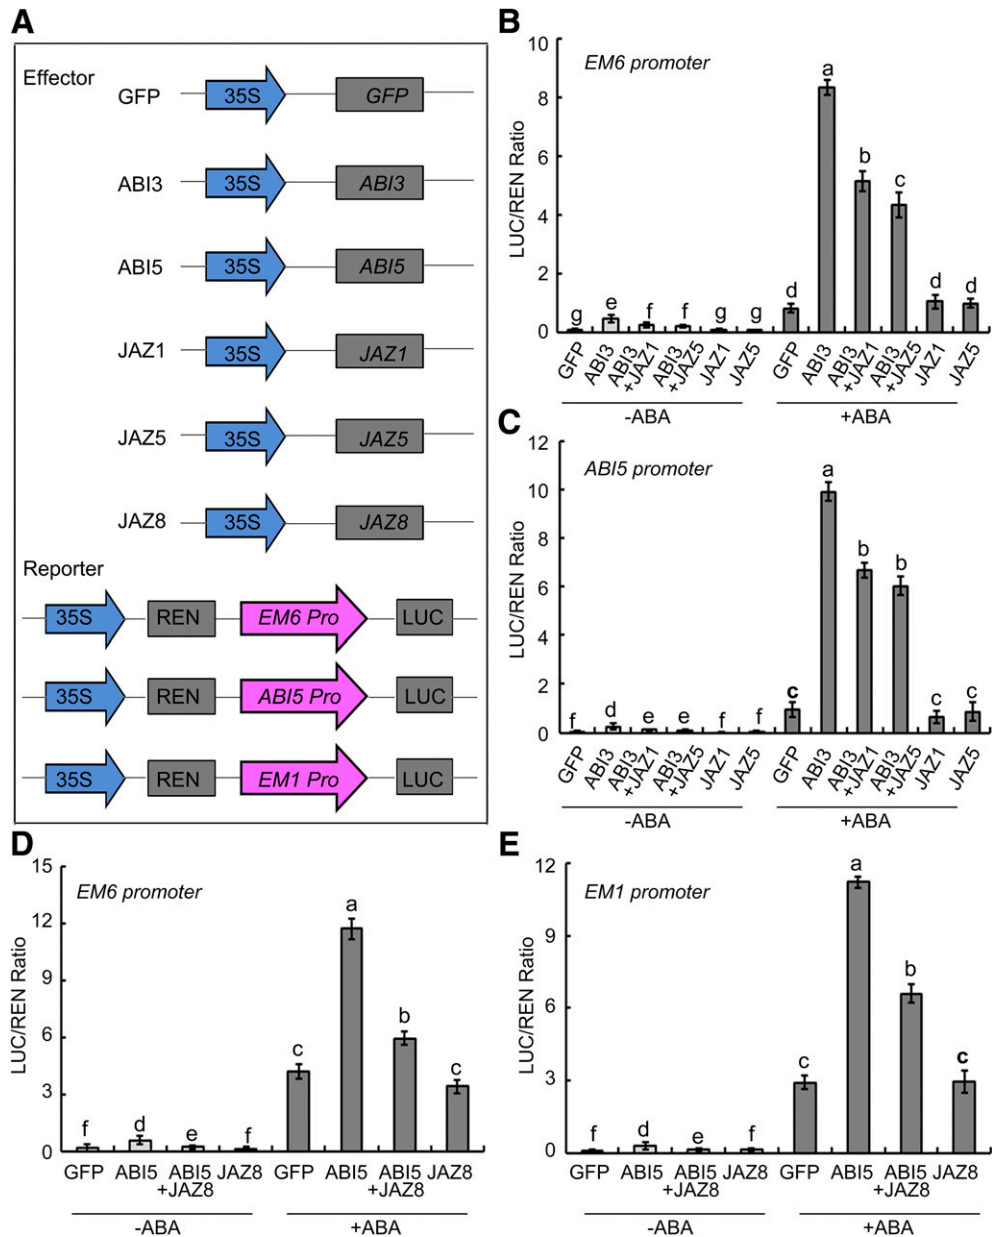 A
Effector
GFP 35S GFP
ABI3 35S ABI3
ABI5 35S ABI5
JAZ1 35S JAZ1
JAZ5 35S JAZ5
JAZ8 35S JAZ8
Reporter
35S REN EM6 Pro LUC
35S REN ABI5 Pro LUC
35S REN EM1 Pro LUC
B
EM6 promoter
LUC/REN Ratio
10
8
6
4
2
0
g e f f g g d a b c d d
GFP ABI3 ABI3 +JAZ1 ABI3 +JAZ5 JAZ1 JAZ5 GFP ABI3 ABI3 +JAZ1 ABI3 +JAZ5 JAZ1 JAZ5
-ABA +ABA
C
ABI5 promoter
LUC/REN Ratio
12
10
8
6
4
2
0
f d e e f f c a b b c c
GFP ABI3 ABI3 +JAZ1 ABI3 +JAZ5 JAZ1 JAZ5 GFP ABI3 ABI3 +JAZ1 ABI3 +JAZ5 JAZ1 JAZ5
-ABA +ABA
D
EM6 promoter
LUC/REN Ratio
15
12
9
6
3
0
f d e f c a b c
GFP ABI5 ABI5 JAZ8 GFP ABI5 ABI5 JAZ8
+JAZ8 +JAZ8
-ABA +ABA
E
EM1 promoter
LUC/REN Ratio
12
9
6
3
0
f d e f c a b c
GFP ABI5 ABI5 JAZ8 GFP ABI5 ABI5 JAZ8
+JAZ8 +JAZ8
-ABA +ABA